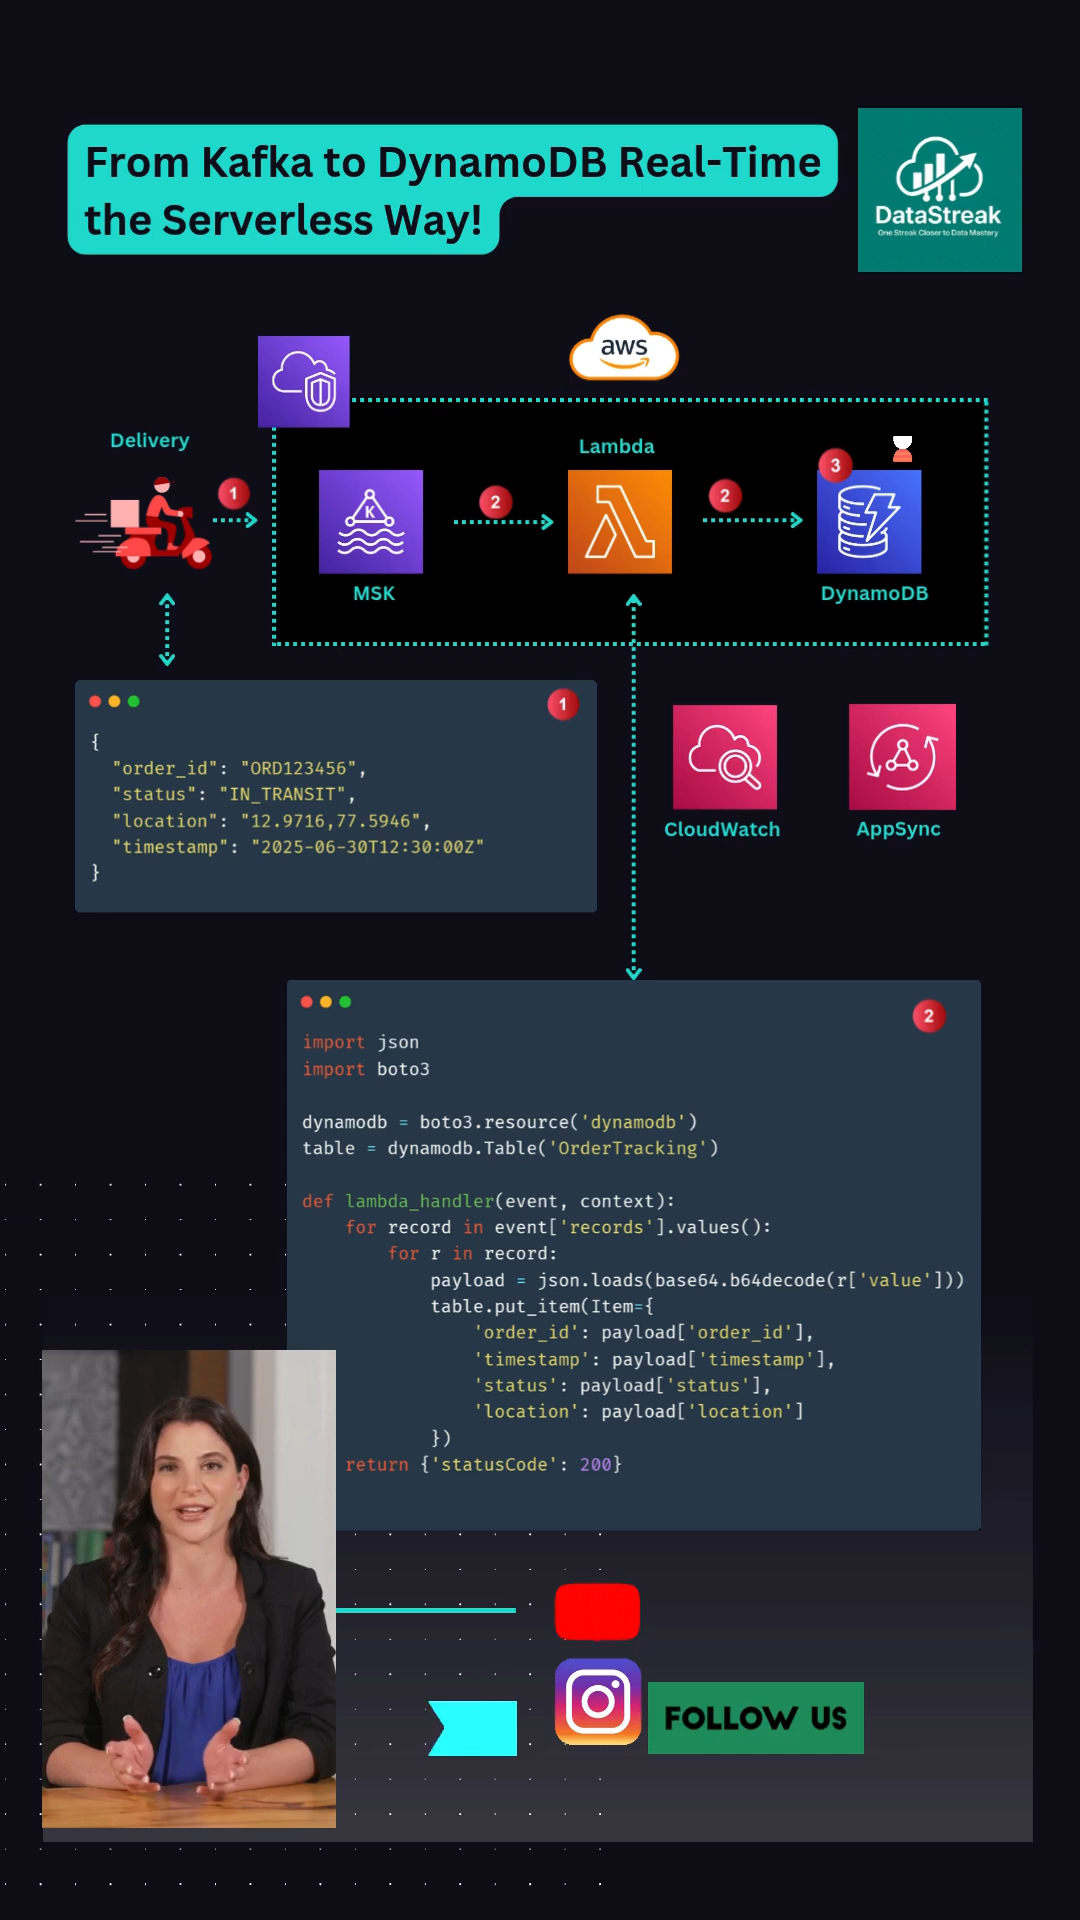 From Kafka to DynamoDB Real-Time
the Serverless Way!
DataStreak
One Streak Closer to Data Mastery
aws
Delivery
1
Lambda
3
2
2
K
MSK
DynamoDB
1
{
  "order_id": "ORD123456",
  "status": "IN_TRANSIT",
  "location": "12.9716,77.5946",
  "timestamp": "2025-06-30T12:30:00Z"
}
CloudWatch
AppSync
2
import json
import boto3
dynamodb = boto3.resource('dynamodb')
table = dynamodb.Table('OrderTracking')
def lambda_handler(event, context):
    for record in event['records'].values():
        for r in record:
            payload = json.loads(base64.b64decode(r['value']))
            table.put_item(Item={
                'order_id': payload['order_id'],
                'timestamp': payload['timestamp'],
                'status': payload['status'],
                'location': payload['location']
            })
    return {'statusCode': 200}
FOLLOW US